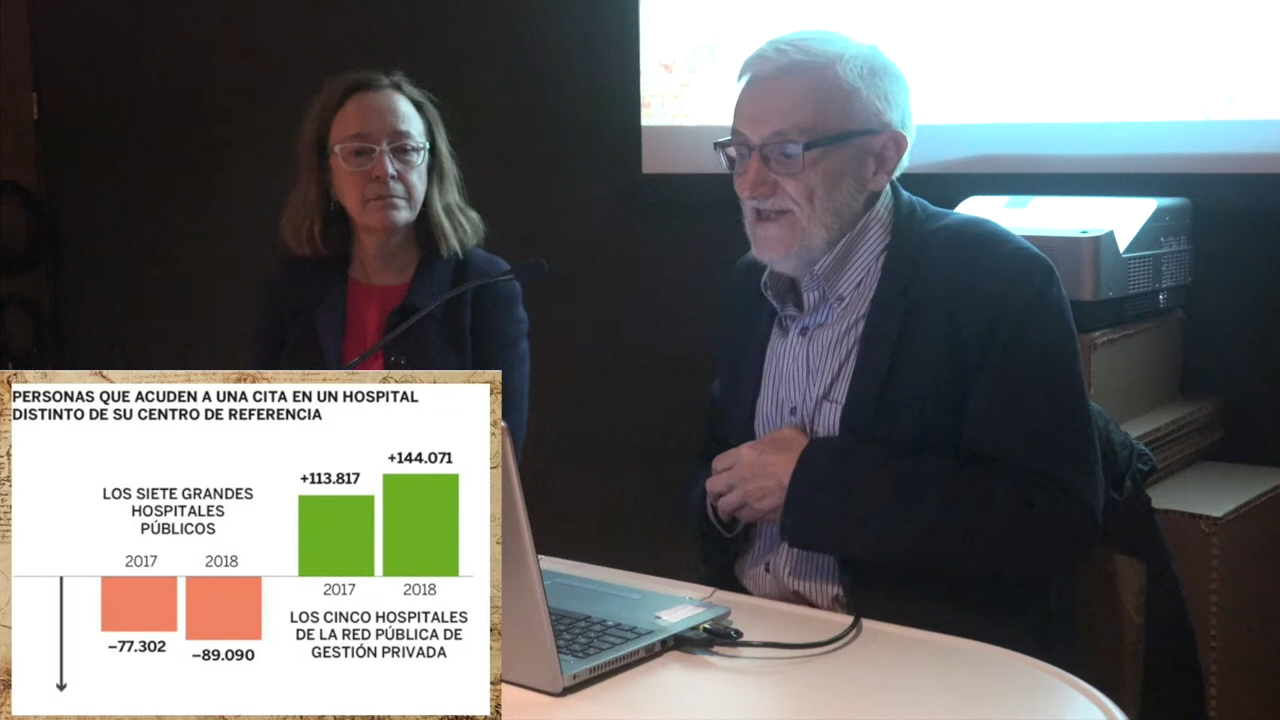 PERSONAS QUE ACUDEN A UNA CITA EN UN HOSPITAL
DISTINTO DE SU CENTRO DE REFERENCIA
LOS SIETE GRANDES
HOSPITALES
PÚBLICOS
2017
2018
–77.302
–89.090
+113.817
+144.071
2017
2018
LOS CINCO HOSPITALES
DE LA RED PÚBLICA DE
GESTIÓN PRIVADA